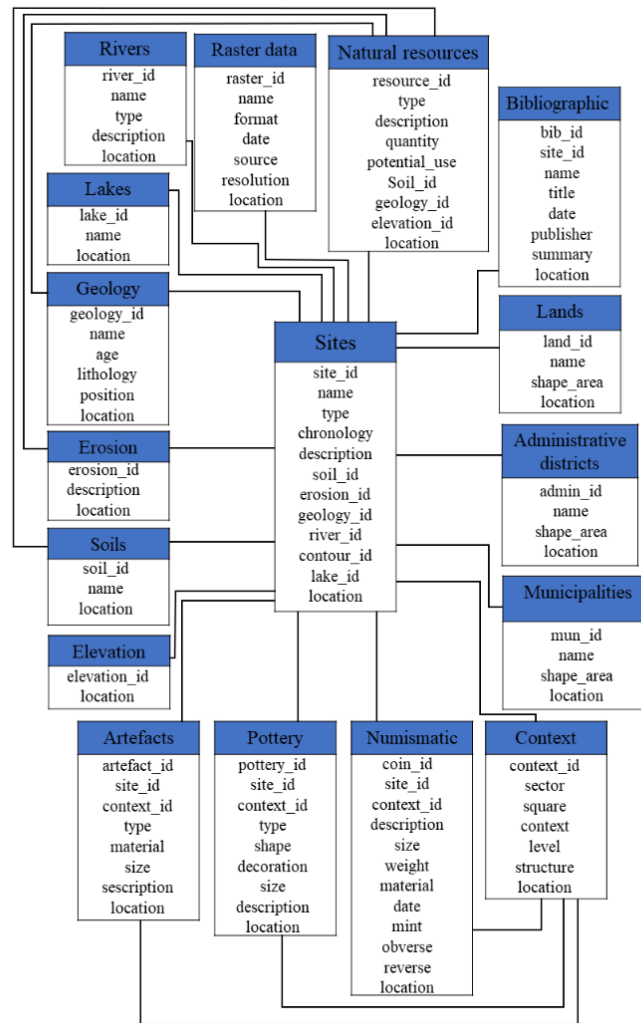 Rivers
river_id
name
type
description
location
Raster data
raster_id
name
format
date
source
resolution
location
Natural resources
resource_id
type
description
quantity
potential_use
Soil_id
geology_id
elevation_id
location
Bibliographic
bib_id
site_id
name
title
date
publisher
summary
location
Lakes
lake_id
name
location
Geology
geology_id
name
age
lithology
position
location
Sites
site_id
name
type
chronology
description
soil_id
erosion_id
geology_id
river_id
contour_id
lake_id
location
Lands
land_id
name
shape_area
location
Erosion
erosion_id
description
location
Administrative
districts
admin_id
name
shape_area
location
Soils
soil_id
name
location
Municipalities
mun_id
name
shape_area
location
Elevation
elevation_id
location
Artefacts
artefact_id
site_id
context_id
type
material
size
sescription
location
Pottery
pottery_id
site_id
context_id
type
shape
decoration
size
description
location
Numismatic
coin_id
site_id
context_id
description
size
weight
material
date
mint
obverse
reverse
location
Context
context_id
sector
square
context
level
structure
location